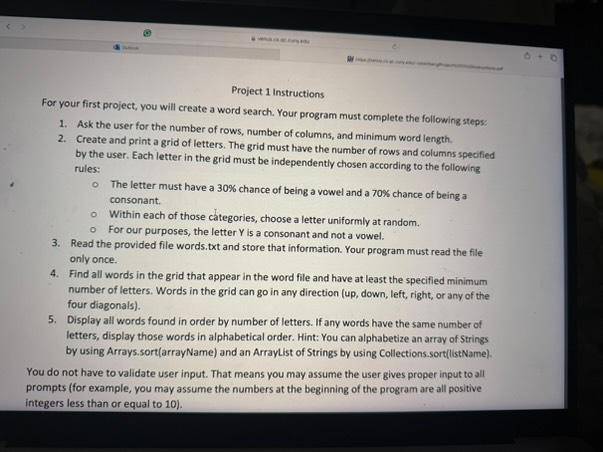 Outlook
Project 1 Instructions
For your first project, you will create a word search. Your program must complete the following steps:
1. Ask the user for the number of rows, number of columns, and minimum word length.
2. Create and print a grid of letters. The grid must have the number of rows and columns specified
by the user. Each letter in the grid must be independently chosen according to the following
rules:
o The letter must have a 30% chance of being a vowel and a 70% chance of being a
consonant.
o Within each of those categories, choose a letter uniformly at random.
o For our purposes, the letter Y is a consonant and not a vowel.
3. Read the provided file words.txt and store that information. Your program must read the file
only once.
4. Find all words in the grid that appear in the word file and have at least the specified minimum
number of letters. Words in the grid can go in any direction (up, down, left, right, or any of the
four diagonals).
5. Display all words found in order by number of letters. If any words have the same number of
letters, display those words in alphabetical order. Hint: You can alphabetize an array of Strings
by using Arrays.sort(arrayName) and an ArrayList of Strings by using Collections.sort(listName).
You do not have to validate user input. That means you may assume the user gives proper input to all
prompts (for example, you may assume the numbers at the beginning of the program are all positive
integers less than or equal to 10).